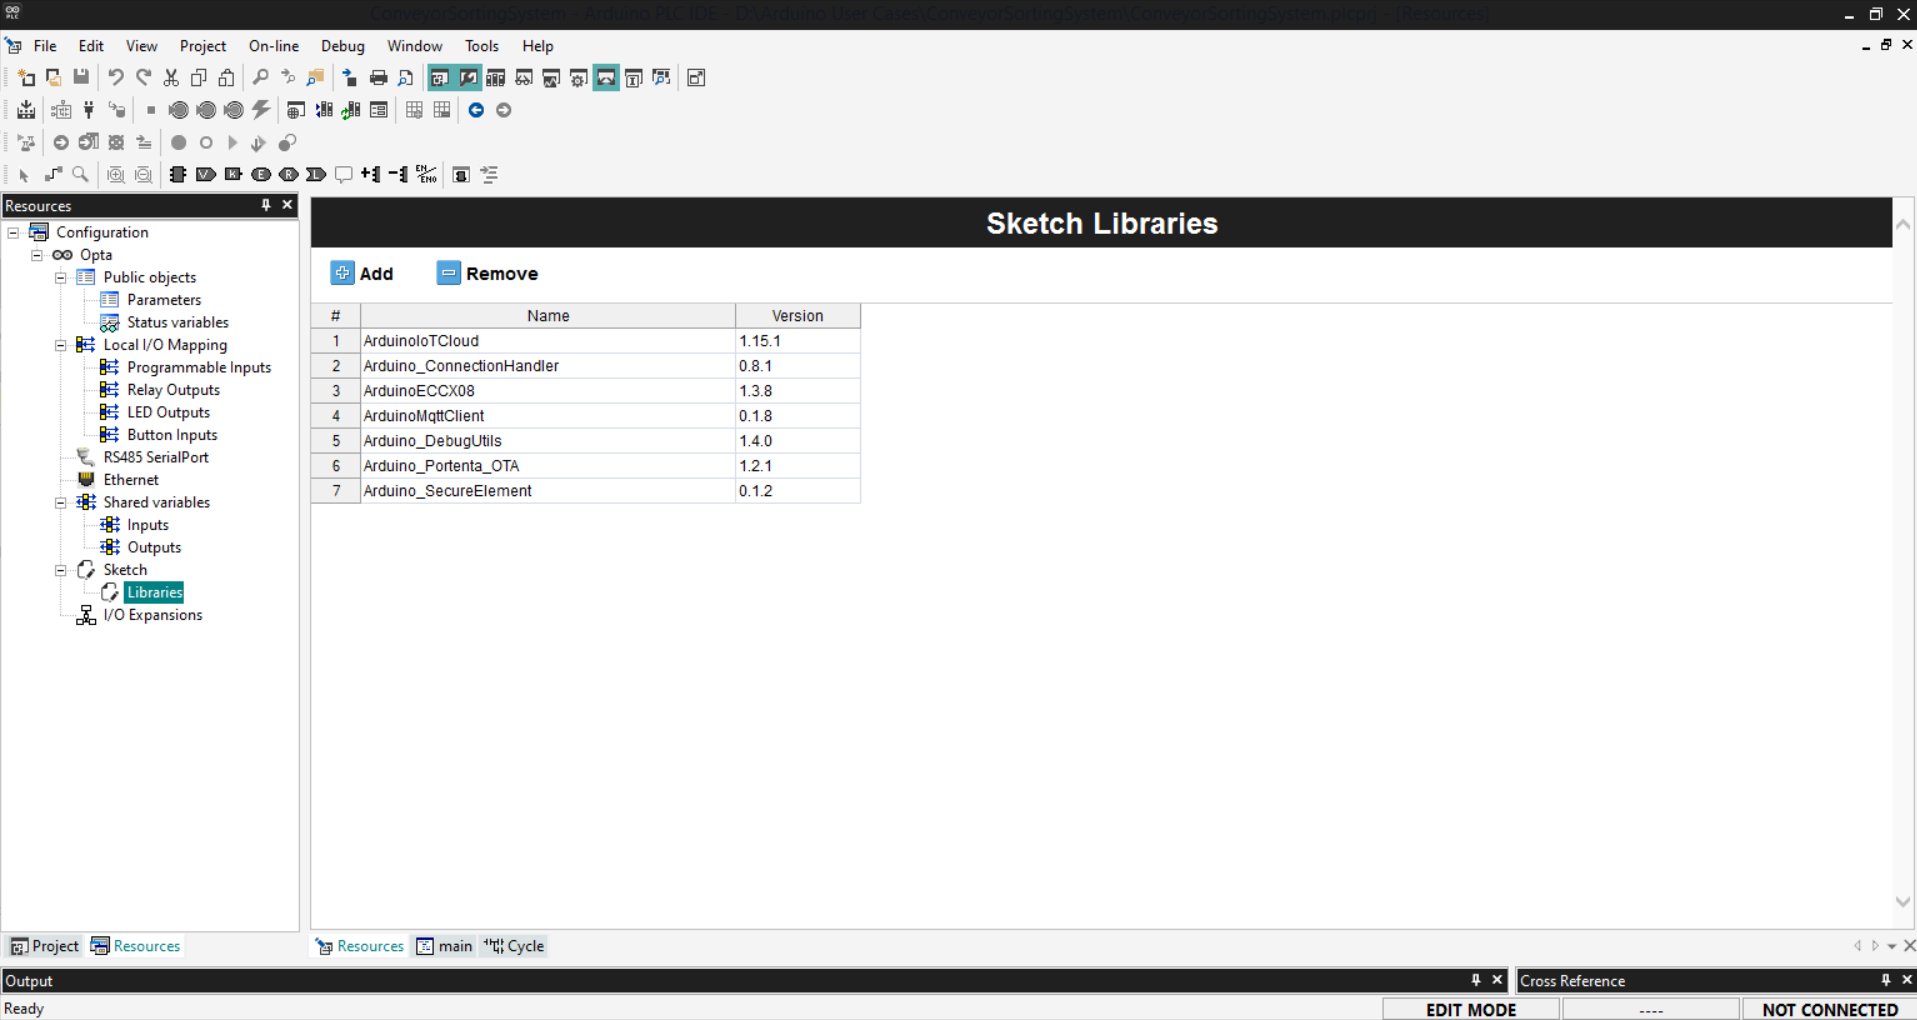 ConveyorSortingSystem - Arduino PLC IDE - D:\Arduino User Cases\ConveyorSortingSystem\ConveyorSortingSystem.plcprj - [Resources]
File Edit View Project On-line Debug Window Tools Help
EN/ENO
Resources
Configuration
Opta
Public objects
Parameters
Status variables
Local I/O Mapping
Programmable Inputs
Relay Outputs
LED Outputs
Button Inputs
RS485 SerialPort
Ethernet
Shared variables
Inputs
Outputs
Sketch
Libraries
I/O Expansions
Project Resources
Sketch Libraries
Add Remove
# Name Version
1 ArduinoIoTCloud 1.15.1
2 Arduino_ConnectionHandler 0.8.1
3 ArduinoECCX08 1.3.8
4 ArduinoMqttClient 0.1.8
5 Arduino_DebugUtils 1.4.0
6 Arduino_Portenta_OTA 1.2.1
7 Arduino_SecureElement 0.1.2
Resources main Cycle
Output
Cross Reference
Ready
EDIT MODE ---- NOT CONNECTED